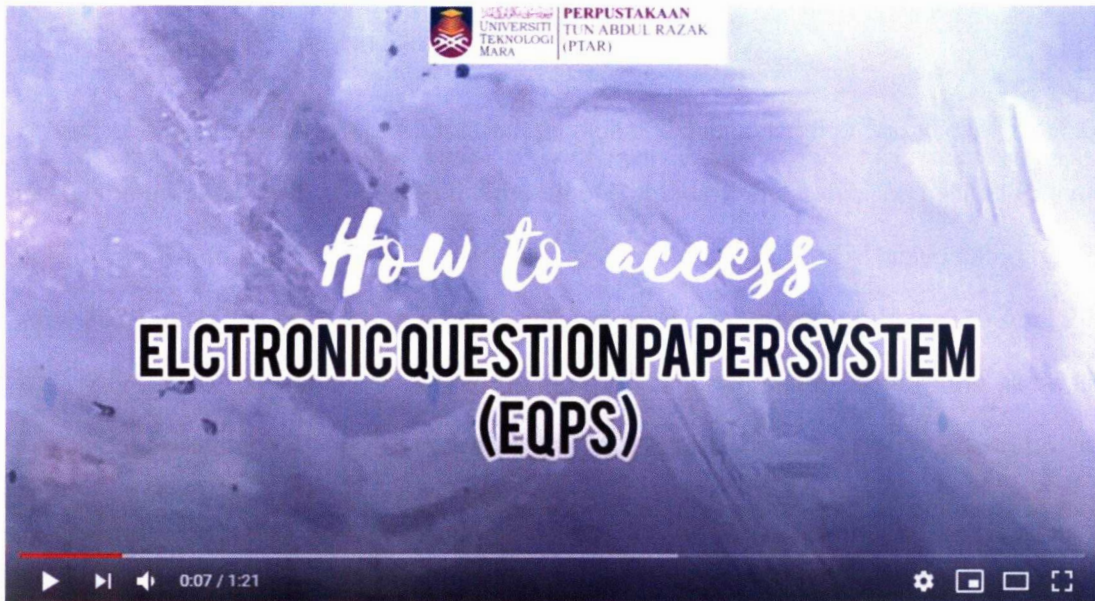 UNIVERSITI
TEKNOLOGI
MARA
PERPUSTAKAAN
TUN ABDUL RAZAK
(PTAR)
How to access
ELCTRONIC QUESTION PAPER SYSTEM
(EQPS)
0:07 / 1:21